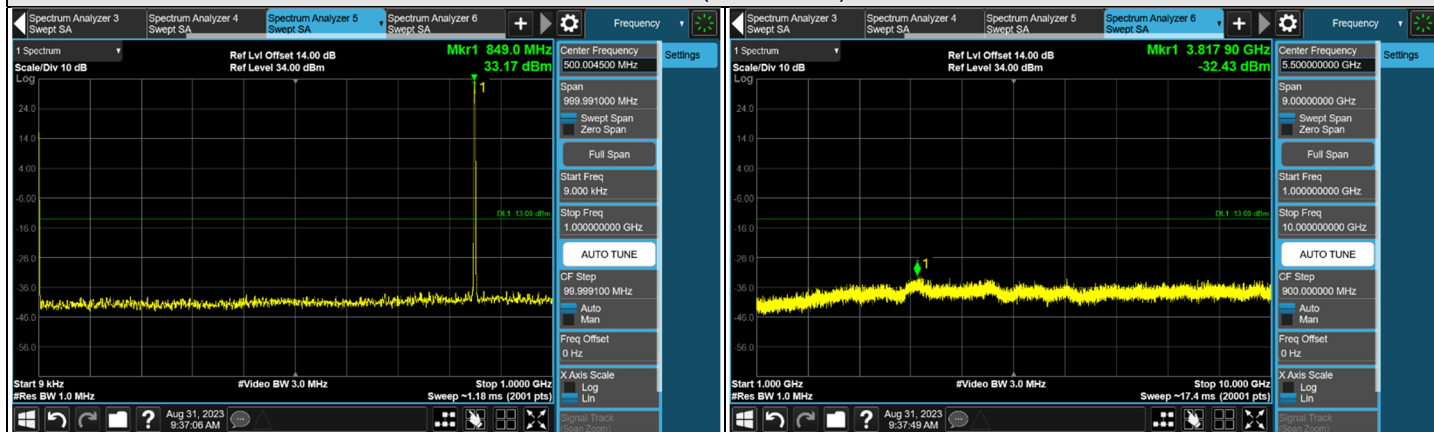 Spectrum Analyzer 3
Swept SA
Spectrum Analyzer 4
Swept SA
Spectrum Analyzer 5
Swept SA
Spectrum Analyzer 6
Swept SA
Frequency
1 Spectrum
Scale/Div 10 dB
Log
Ref Lvl Offset 14.00 dB
Ref Level 34.00 dBm
Mkr1 849.0 MHz
33.17 dBm
1
24.0
14.0
4.00
-6.00
-16.0
-26.0
-36.0
-46.0
-56.0
DL1 -13.00 dBm
Start 9 kHz
#Res BW 1.0 MHz
#Video BW 3.0 MHz
Stop 1.0000 GHz
Sweep ~1.18 ms (2001 pts)
Center Frequency
500.004500 MHz
Settings
Span
999.991000 MHz
Swept Span
Zero Span
Full Span
Start Freq
9.000 kHz
Stop Freq
1.000000000 GHz
AUTO TUNE
CF Step
99.999100 MHz
Auto
Man
Freq Offset
0 Hz
X Axis Scale
Log
Lin
Signal Track
(Span Zoom)
?
Aug 31, 2023
9:37:06 AM
Spectrum Analyzer 3
Swept SA
Spectrum Analyzer 4
Swept SA
Spectrum Analyzer 5
Swept SA
Spectrum Analyzer 6
Swept SA
Frequency
1 Spectrum
Scale/Div 10 dB
Log
Ref Lvl Offset 14.00 dB
Ref Level 34.00 dBm
Mkr1 3.817 90 GHz
-32.43 dBm
1
24.0
14.0
4.00
-6.00
-16.0
-26.0
-36.0
-46.0
-56.0
DL1 -13.00 dBm
Start 1.000 GHz
#Res BW 1.0 MHz
#Video BW 3.0 MHz
Stop 10.000 GHz
Sweep ~17.4 ms (20001 pts)
Center Frequency
5.500000000 GHz
Settings
Span
9.00000000 GHz
Swept Span
Zero Span
Full Span
Start Freq
1.000000000 GHz
Stop Freq
10.000000000 GHz
AUTO TUNE
CF Step
900.000000 MHz
Auto
Man
Freq Offset
0 Hz
X Axis Scale
Log
Lin
Signal Track
(Span Zoom)
?
Aug 31, 2023
9:37:49 AM